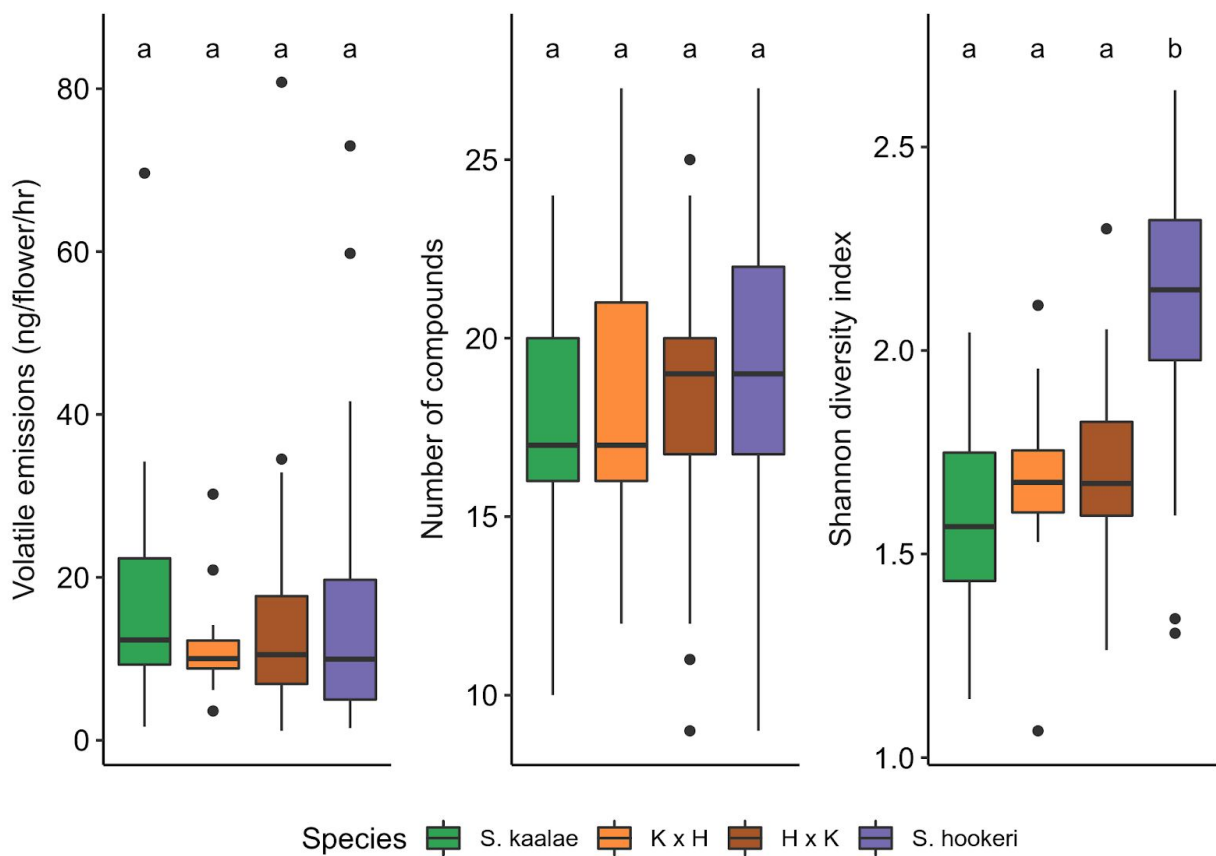 Volatile emissions (ng/flower/hr)
80
60
40
20
0
a a a a
Number of compounds
25
20
15
10
a a a a
Shannon diversity index
2.5
2.0
1.5
1.0
a a a b
Species S. kaalae K x H H x K S. hookeri